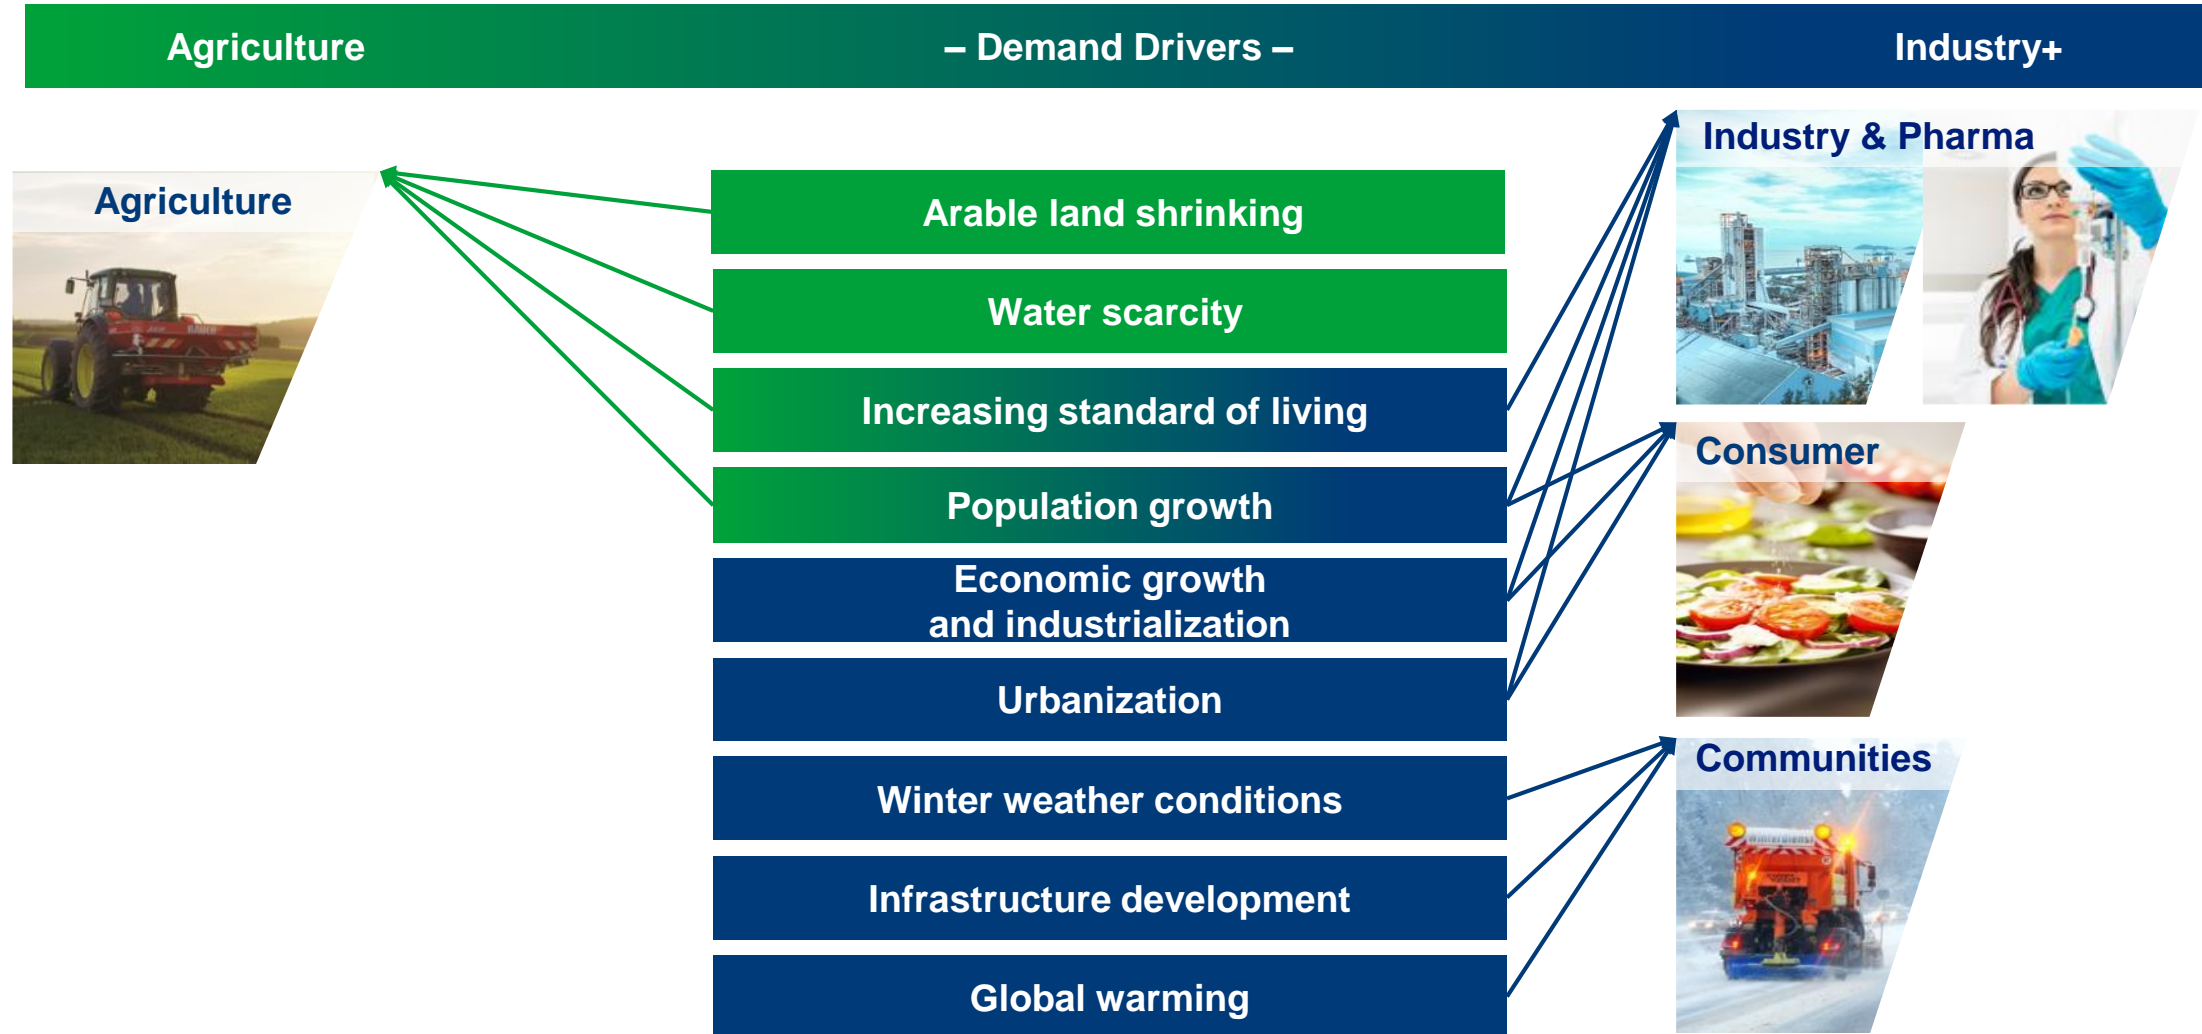 Agriculture
– Demand Drivers –
Industry+
Agriculture
Arable land shrinking
Water scarcity
Increasing standard of living
Population growth
Economic growth
and industrialization
Urbanization
Winter weather conditions
Infrastructure development
Global warming
Industry & Pharma
Consumer
Communities
Winterdienst